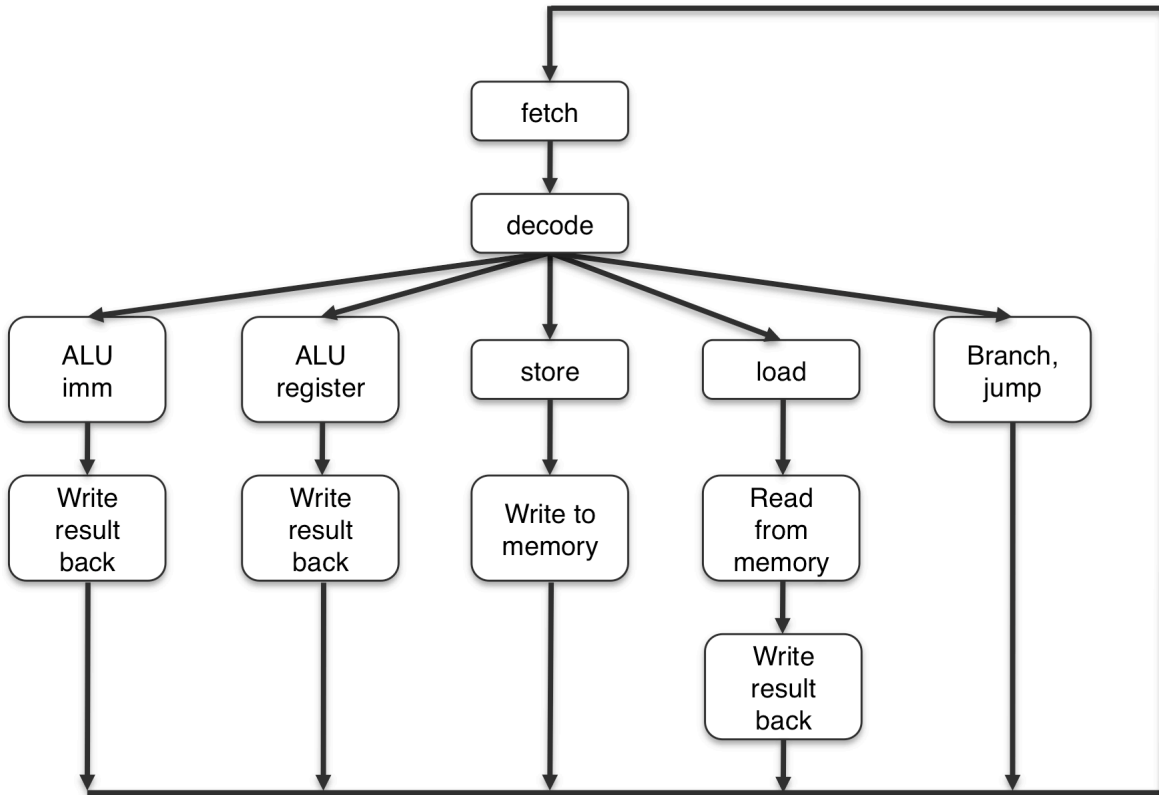 fetch
decode
ALU
imm
ALU
register
store
load
Branch,
jump
Write
result
back
Write
result
back
Write to
memory
Read
from
memory
Write
result
back